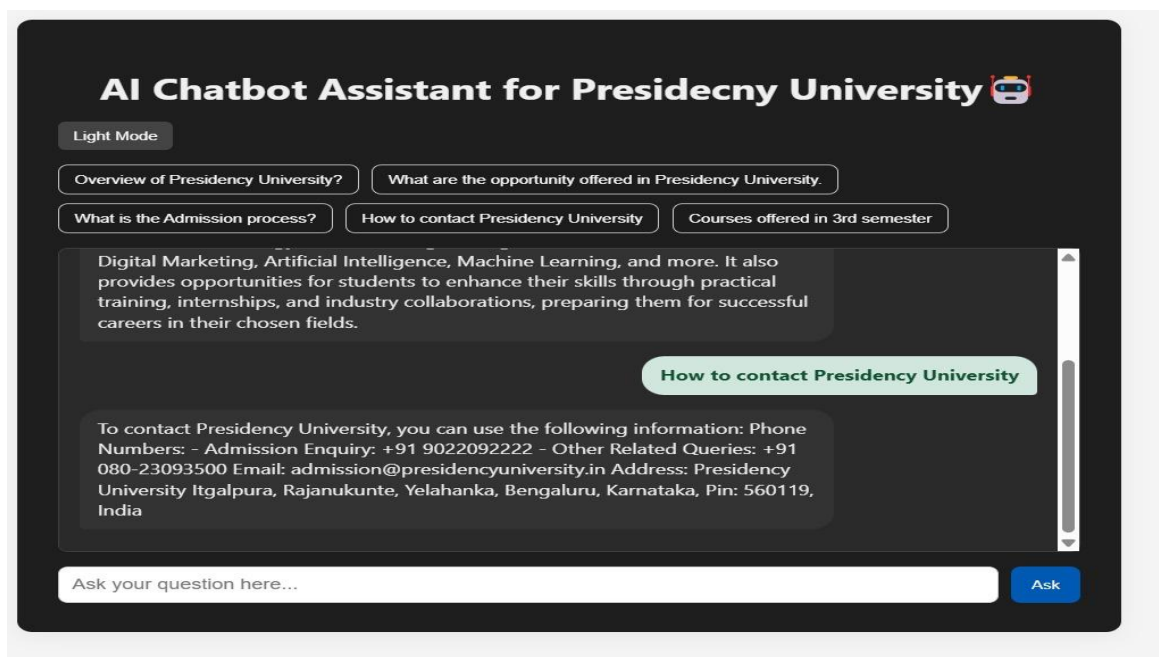 AI Chatbot Assistant for Presidecny University
Light Mode
Overview of Presidency University?
What are the opportunity offered in Presidency University.
What is the Admission process?
How to contact Presidency University
Courses offered in 3rd semester
Digital Marketing, Artificial Intelligence, Machine Learning, and more. It also
provides opportunities for students to enhance their skills through practical
training, internships, and industry collaborations, preparing them for successful
careers in their chosen fields.
How to contact Presidency University
To contact Presidency University, you can use the following information: Phone
Numbers: - Admission Enquiry: +91 9022092222 - Other Related Queries: +91
080-23093500 Email: admission@presidencyuniversity.in Address: Presidency
University Itgalpura, Rajanukunte, Yelahanka, Bengaluru, Karnataka, Pin: 560119,
India
Ask your question here...
Ask